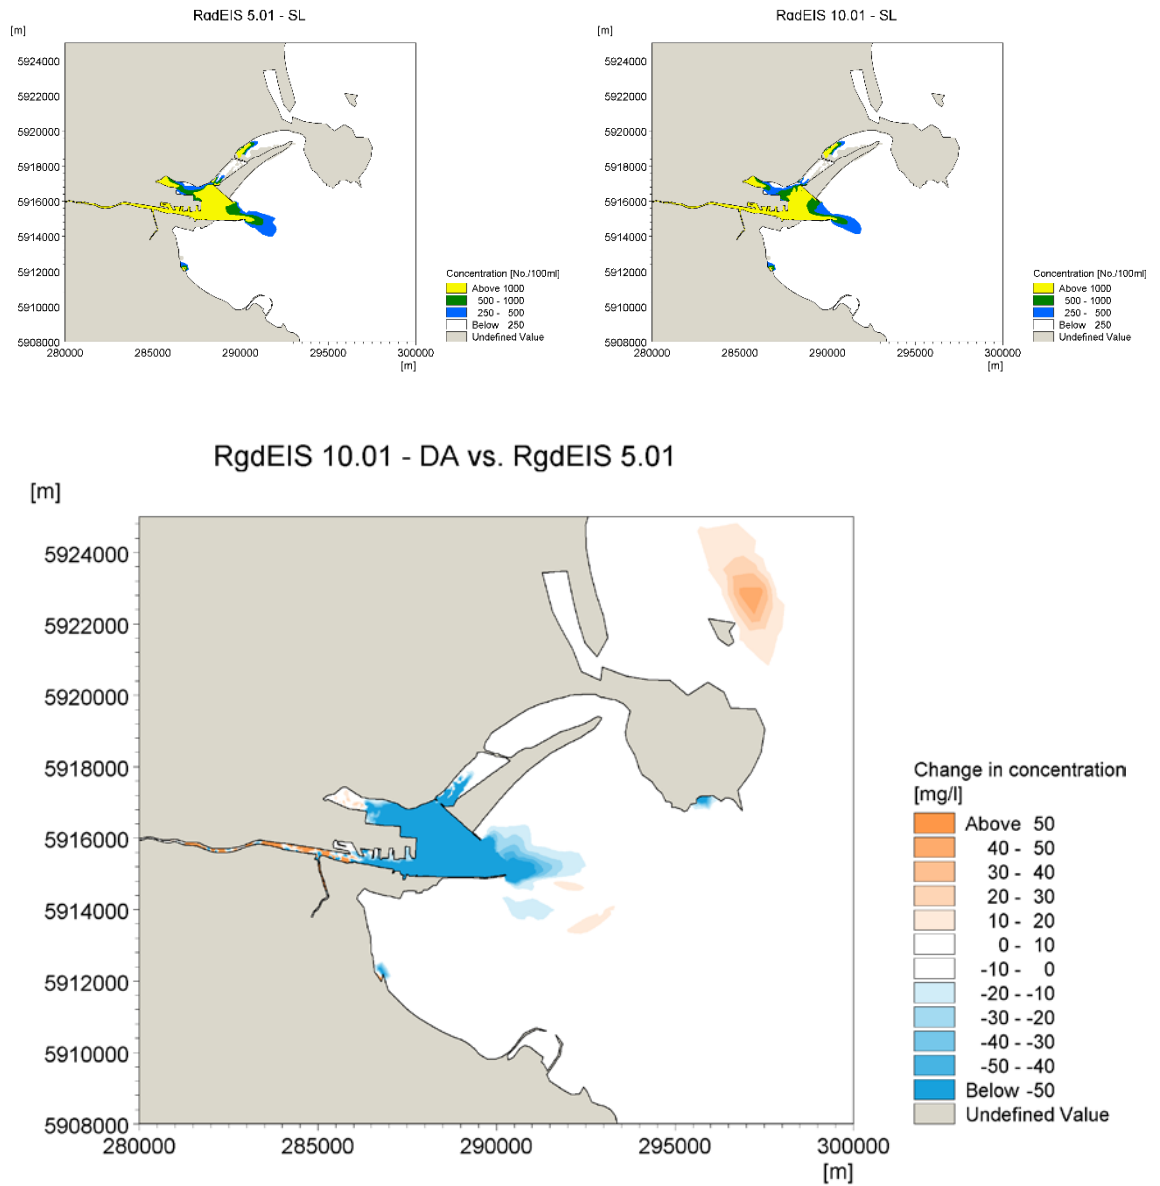 RadEIS 5.01 - SL
[m]
5924000
5922000
5920000
5918000
5916000
5914000
5912000
5910000
5908000
280000 285000 290000 295000 300000
[m]
Concentration [No./100ml]
Above 1000
500 - 1000
250 - 500
Below 250
Undefined Value
RadEIS 10.01 - SL
[m]
5924000
5922000
5920000
5918000
5916000
5914000
5912000
5910000
5908000
280000 285000 290000 295000 300000
[m]
Concentration [No./100ml]
Above 1000
500 - 1000
250 - 500
Below 250
Undefined Value
RgdEIS 10.01 - DA vs. RgdEIS 5.01
[m]
5924000
5922000
5920000
5918000
5916000
5914000
5912000
5910000
5908000
280000 285000 290000 295000 300000
[m]
Change in concentration
[mg/l]
Above 50
40 - 50
30 - 40
20 - 30
10 - 20
0 - 10
-10 - 0
-20 - -10
-30 - -20
-40 - -30
-50 - -40
Below -50
Undefined Value